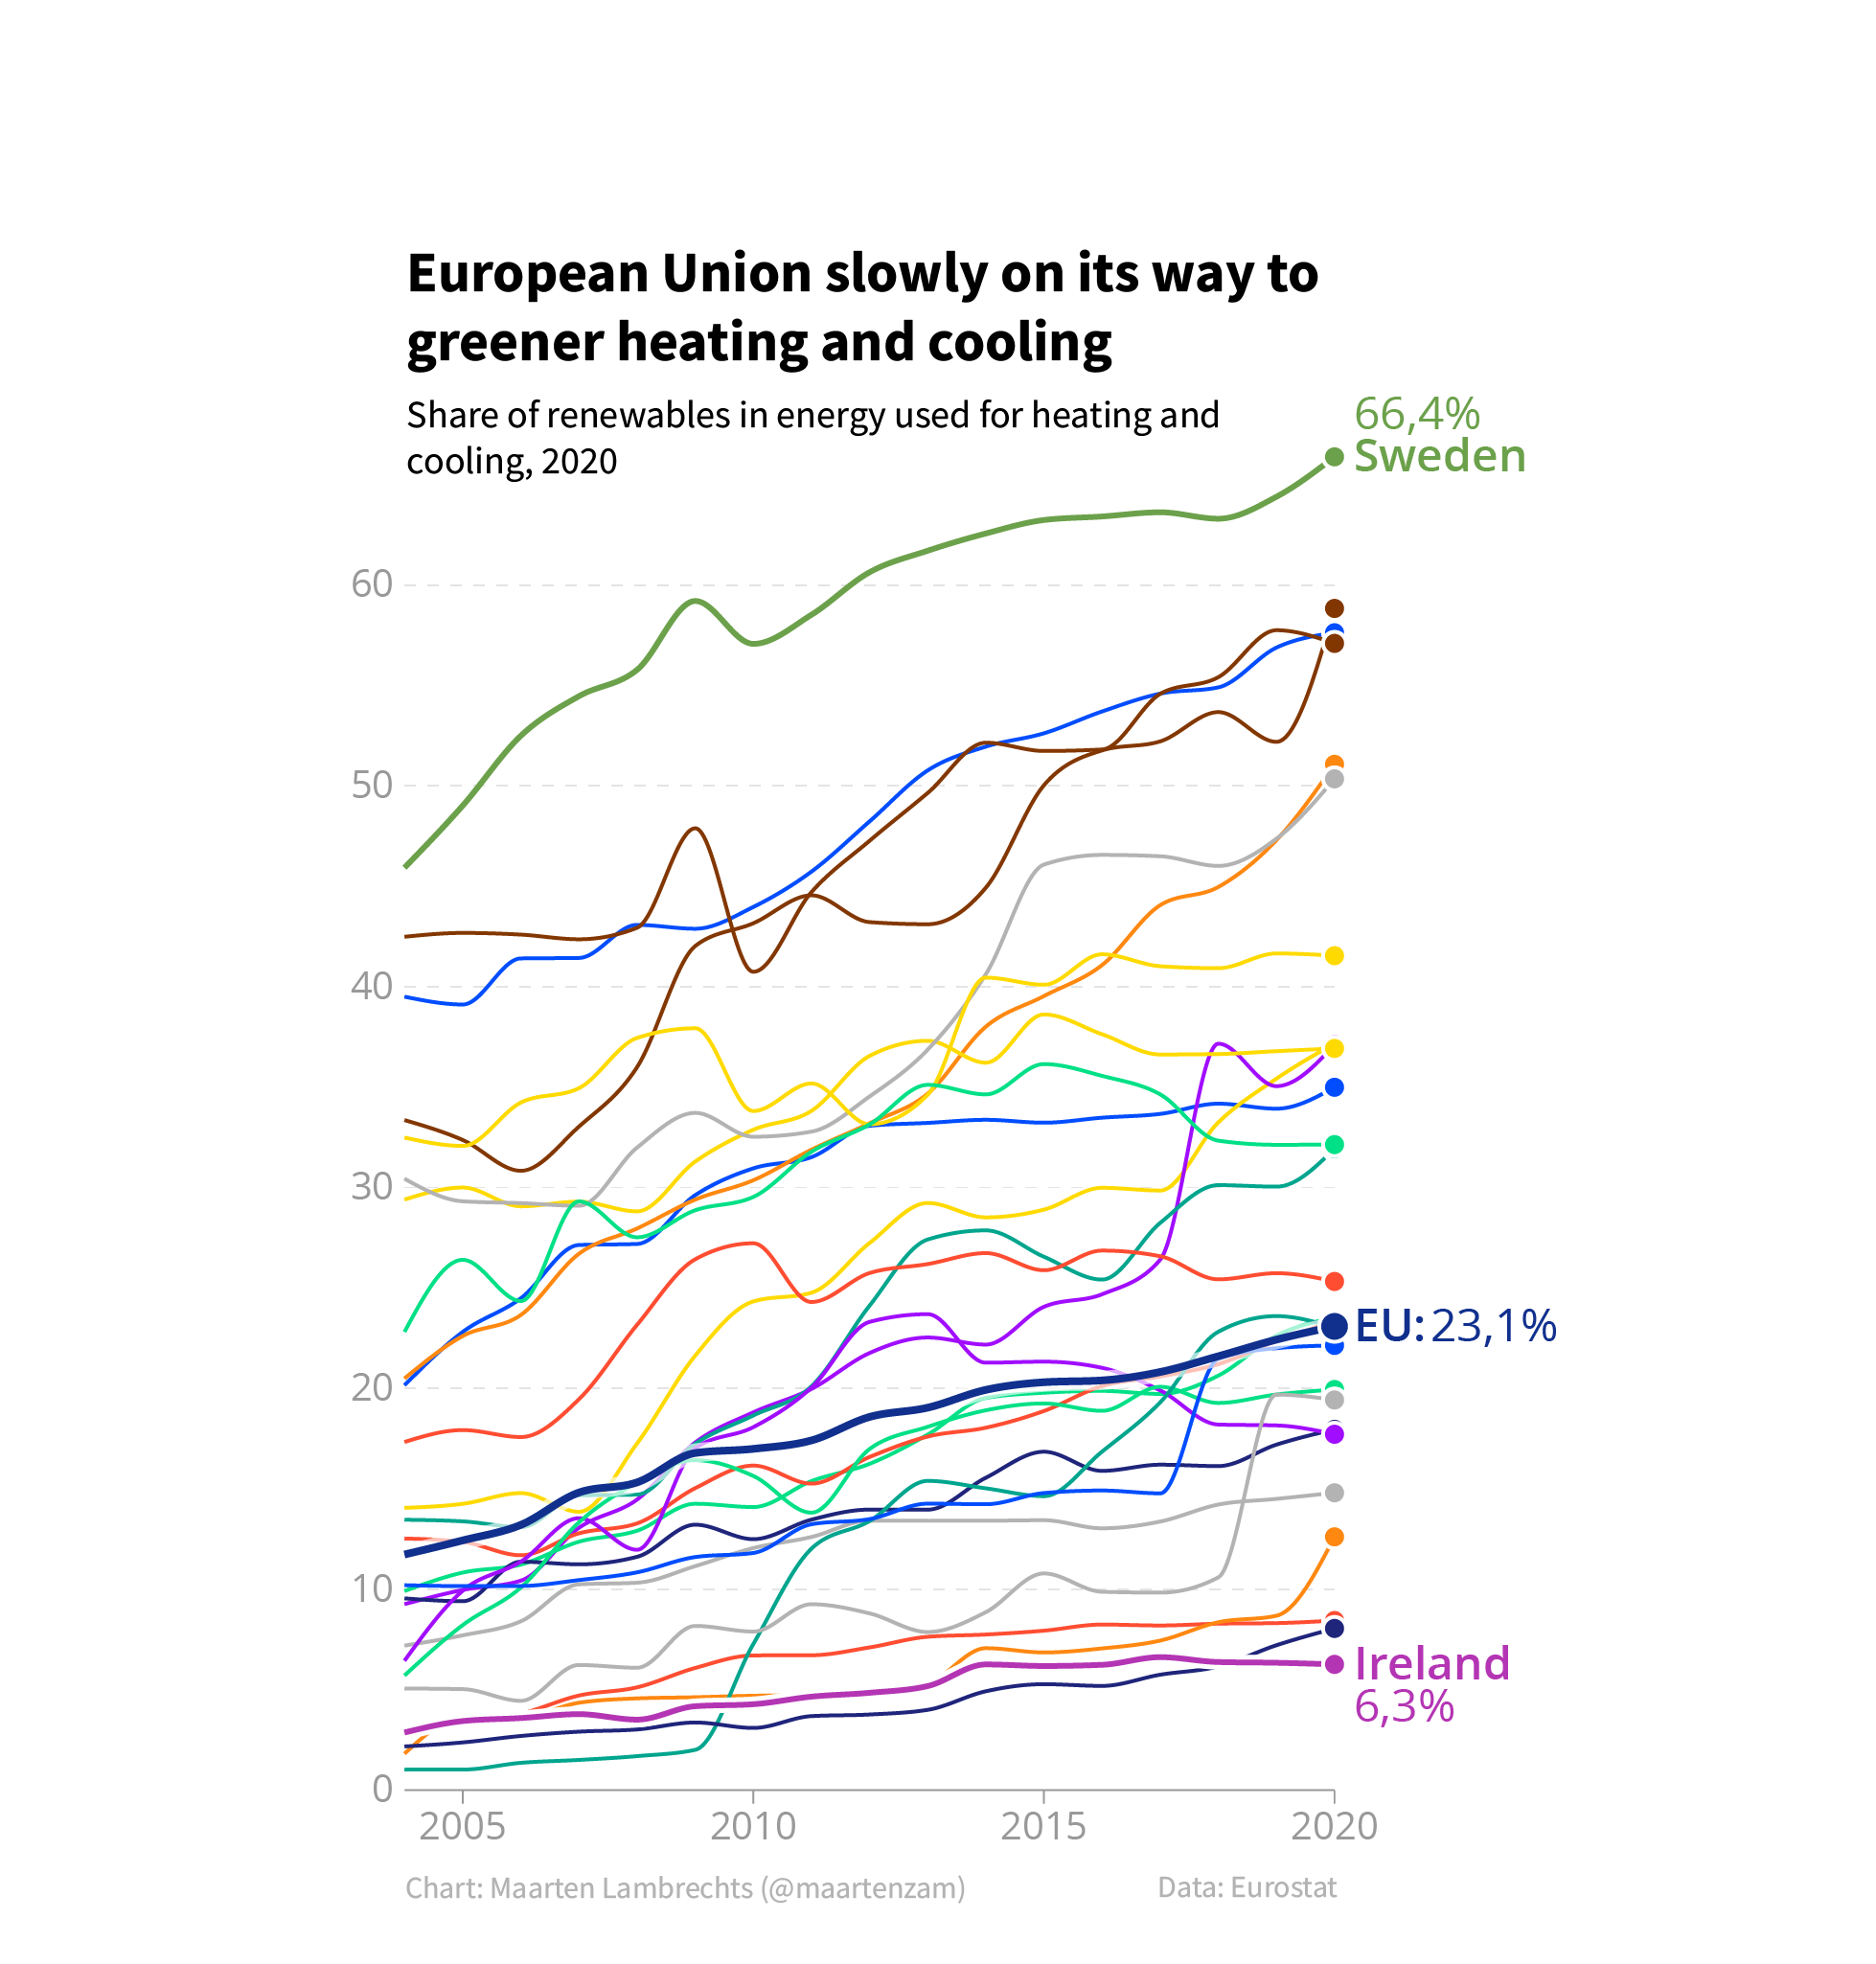 European Union slowly on its way to
greener heating and cooling
Share of renewables in energy used for heating and
cooling, 2020
66,4%
Sweden
60
50
40
30
EU: 23,1%
20
10
Ireland
6,3%
0
2005 2010 2015 2020
Chart: Maarten Lambrechts (@maartenzam) Data: Eurostat